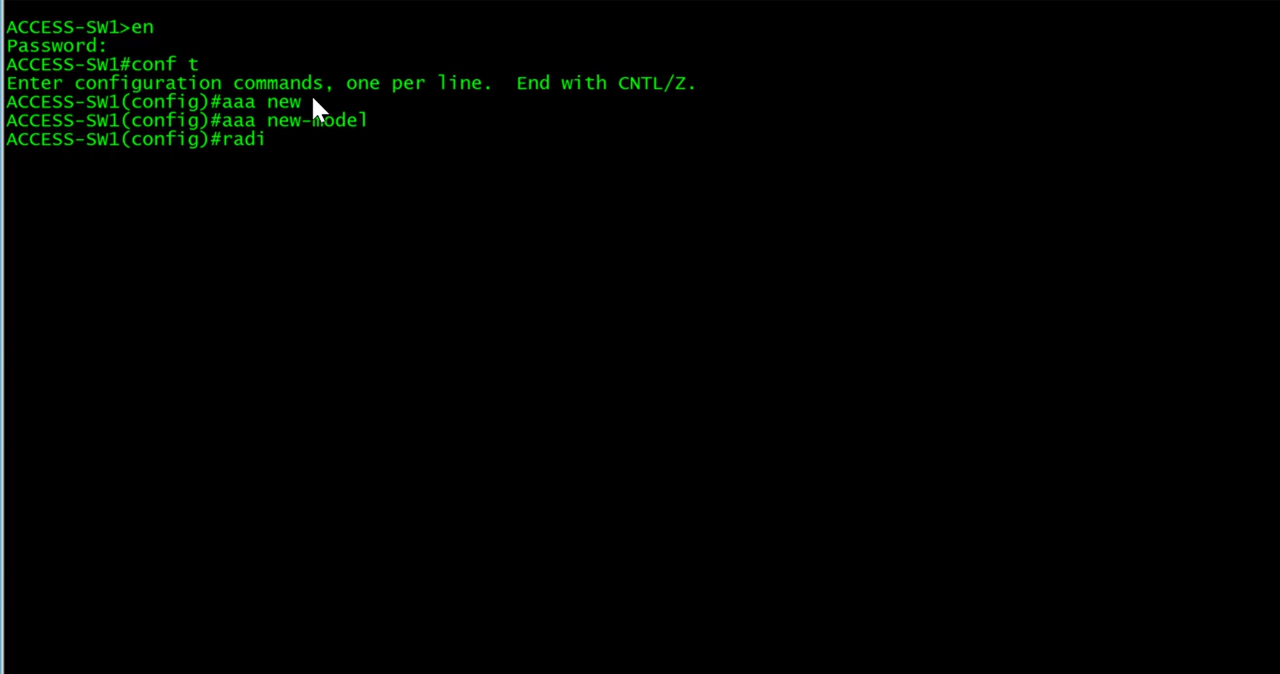 ACCESS-SW1>en
Password:
ACCESS-SW1#conf t
Enter configuration commands, one per line.  End with CNTL/Z.
ACCESS-SW1(config)#aaa new
ACCESS-SW1(config)#aaa new-model
ACCESS-SW1(config)#radi